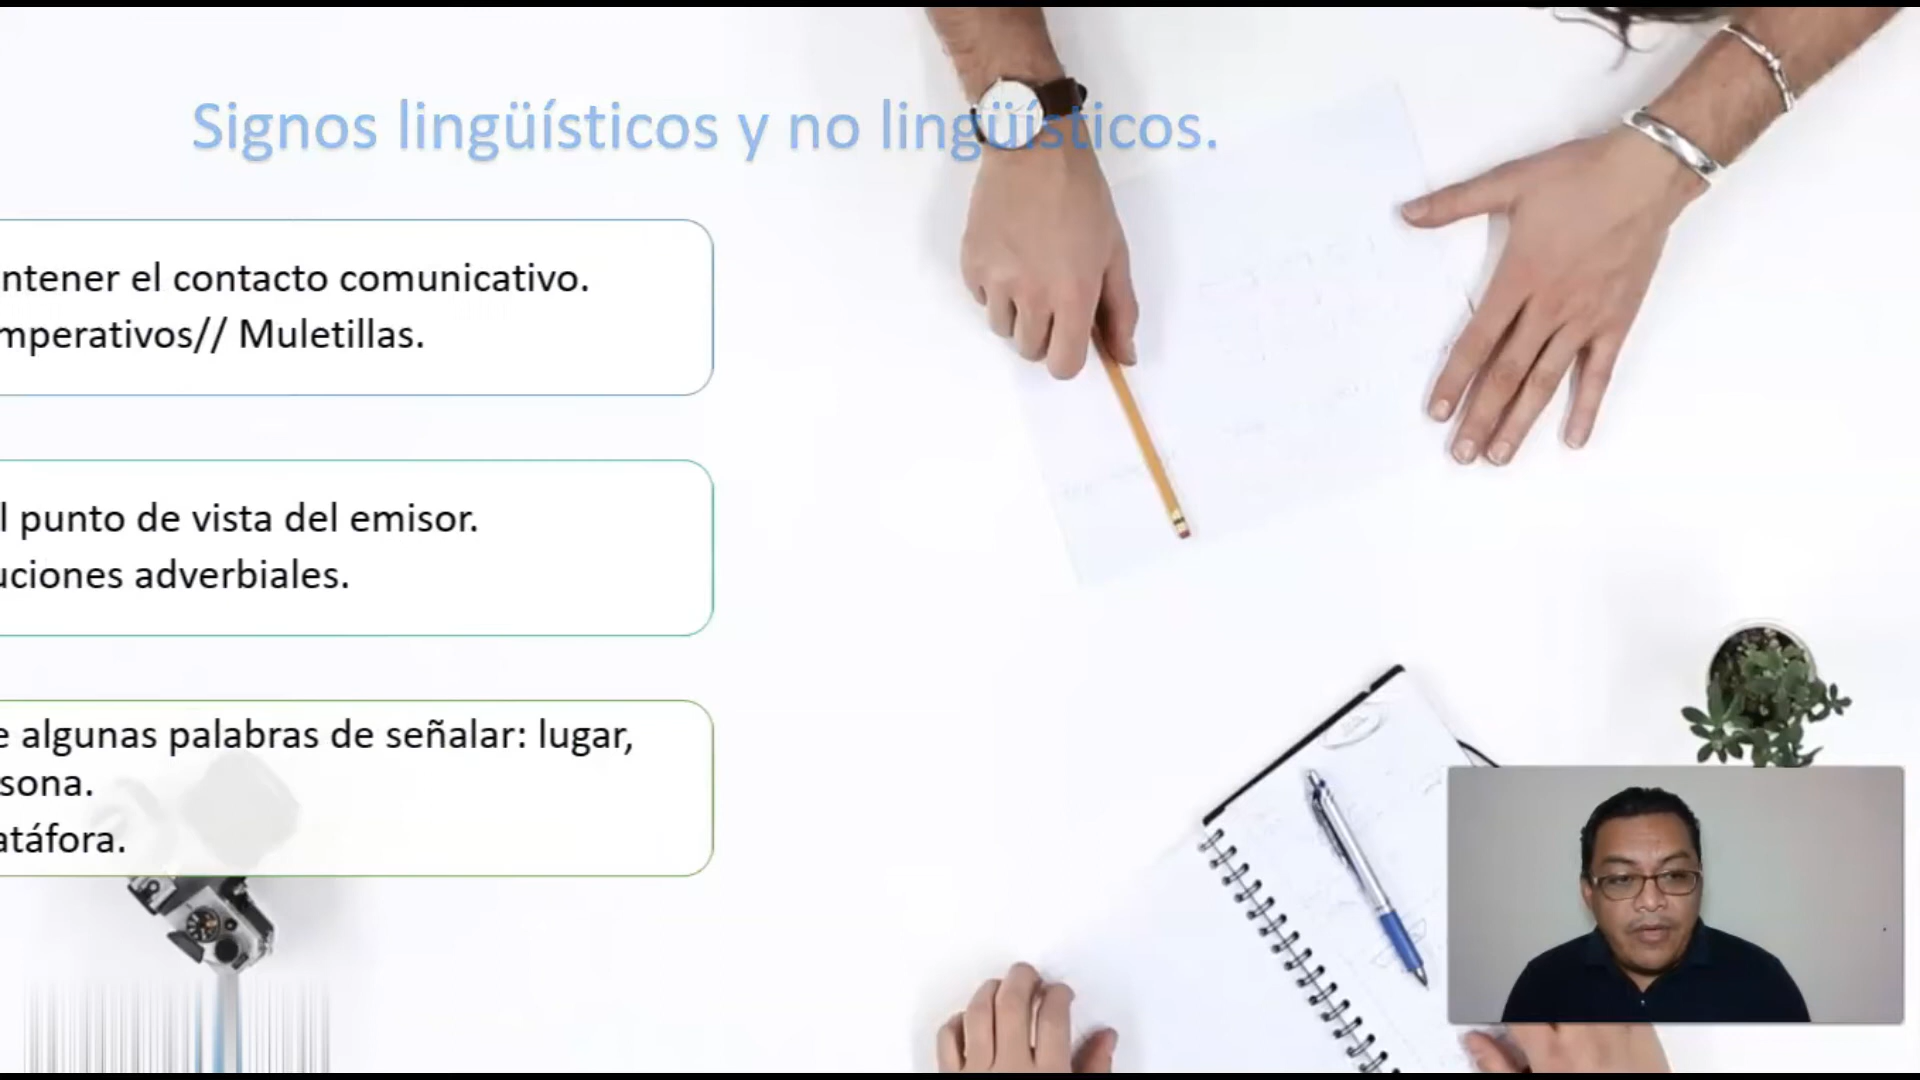 Signos lingüísticos y no lingüísticos.
ntener el contacto comunicativo.
mperativos// Muletillas.
l punto de vista del emisor.
uciones adverbiales.
e algunas palabras de señalar: lugar,
sona.
atáfora.